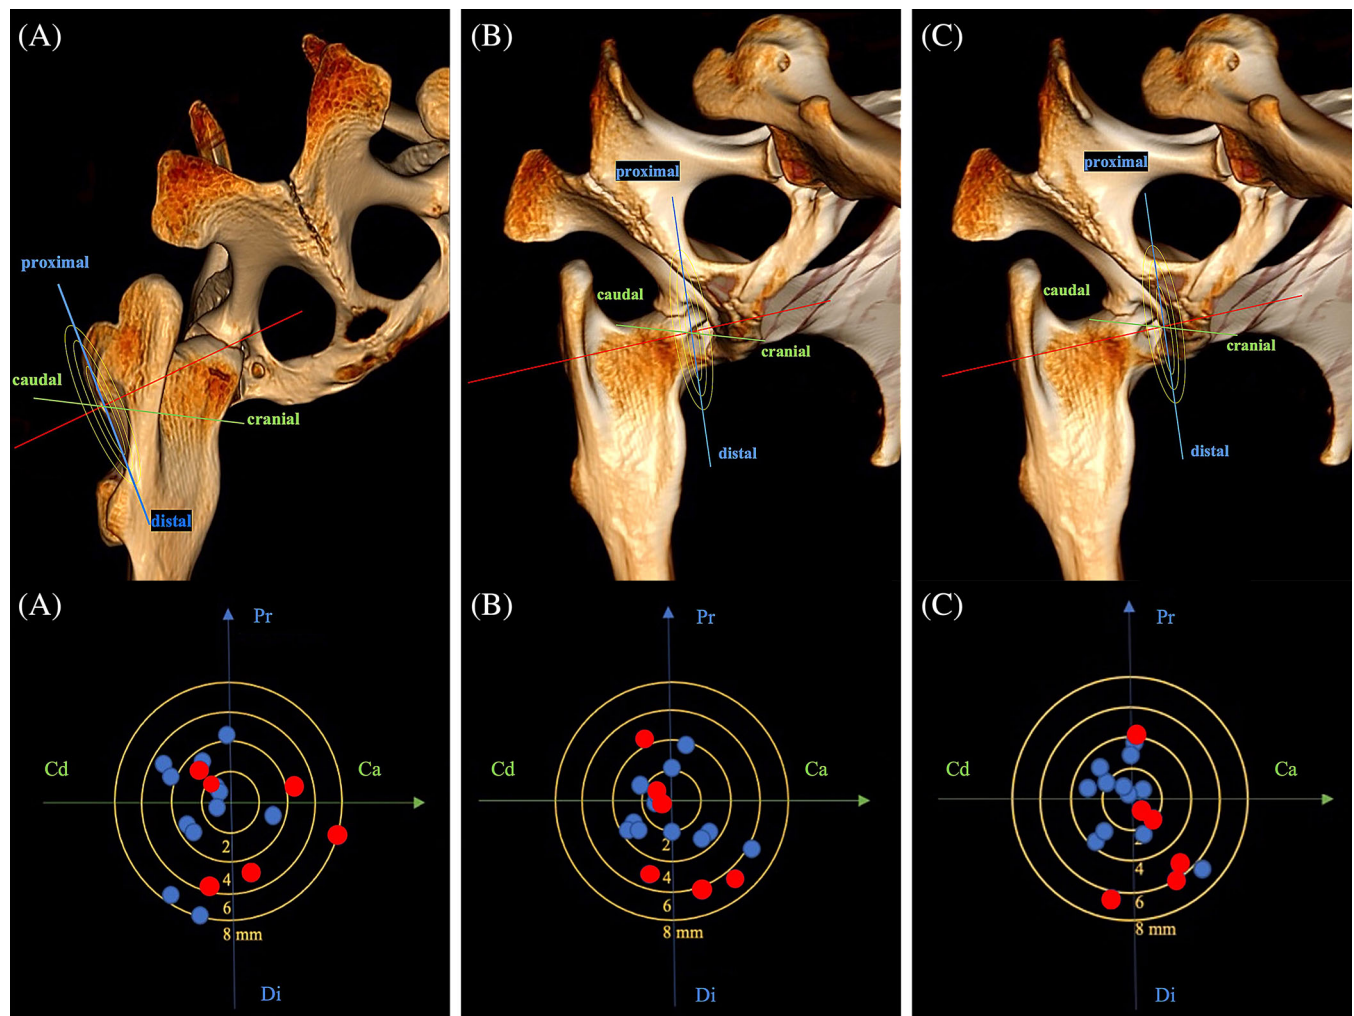 (A)
proximal
caudal
cranial
distal
(B)
proximal
caudal
cranial
distal
(C)
proximal
caudal
cranial
distal
(A)
Pr
Cd
Ca
2
4
6
8 mm
Di
(B)
Pr
Cd
Ca
2
4
6
8 mm
Di
(C)
Pr
Cd
Ca
2
4
6
8 mm
Di